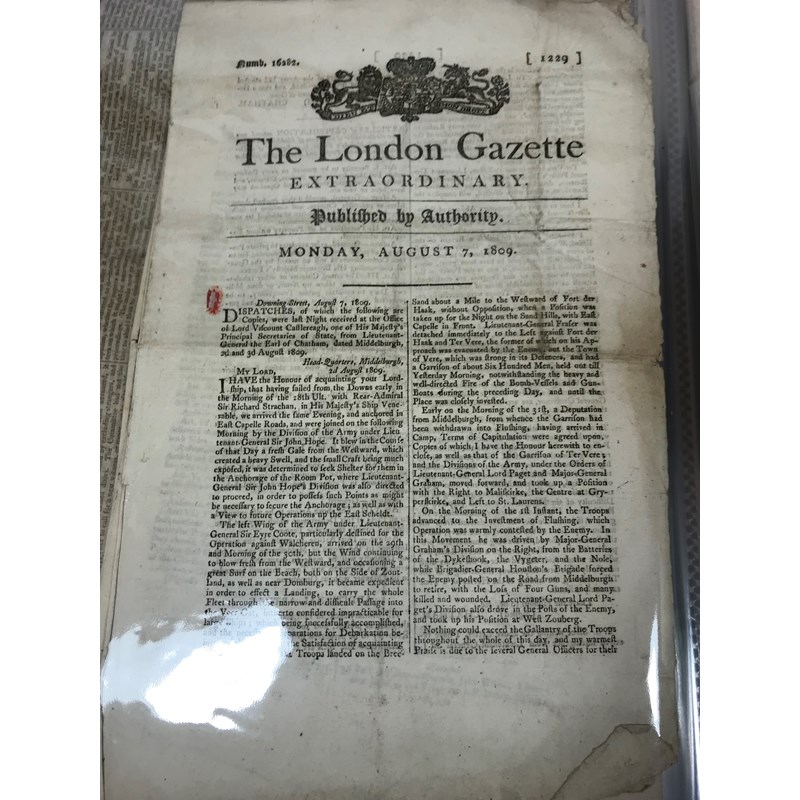 Numb. 16282.
[ 1229 ]
The London Gazette
EXTRAORDINARY.
Publiſhed by Authority.
MONDAY, AUGUST 7, 1809.
Downing-Street, Auguſt 7, 1809.
DISPATCHES, of which the following are
Copies, were laſt Night received at the Office
of Lord Viſcount Caſtlereagh, one of His Majeſty's
Principal Secretaries of State, from Lieutenant-
General the Earl of Chatham, dated Middelburg,
2d and 3d Auguſt 1809.
Head-Quarters, Middelburg,
2d Auguſt 1809.
MY LORD,
I HAVE the Honour of acquainting your Lord-
ſhip, that having ſailed from the Downs early in
the Morning of the 28th Ult. with Rear-Admiral
Sir Richard Strachan, in His Majeſty's Ship Vene-
rable, we arrived the ſame Evening, and anchored in
Eaſt Capelle Roads, and were joined on the following
Morning by the Diviſion of the Army under Lieu-
tenant-General Sir John Hope. It blew in the Courſe
of that Day a freſh Gale from the Weſtward, which
created a heavy Swell, and the ſmall Craft being much
expoſed, it was determined to ſeek Shelter for them in
the Anchorage of the Room Pot, where Lieutenant-
General Sir John Hope's Diviſion was alſo directed
to proceed, in order to poſſeſs ſuch Points as might
be neceſſary to ſecure the Anchorage; as well as with
a View to future Operations up the Eaſt Scheldt.
The left Wing of the Army under Lieutenant-
General Sir Eyre Coote, particularly deſtined for the
Operation againſt Walcheren, arrived on the 29th
and Morning of the 30th, but the Wind continuing
to blow freſh from the Weſtward, and occaſioning a
great Surf on the Beach, both on the Side of Zout-
land, as well as near Domburg, it became expedient
in order to effect a Landing, to carry the whole
Fleet through the narrow and difficult Paſſage into
the conſidered impracticable for
large being ſucceſsfully accompliſhed,
and the for Debarkation be-
the Satisfaction of acquainting
Troops landed on the Bree-
Sand about a Mile to the Weſtward of Fort der
Haak, without Oppoſition, when a Poſition was
taken up for the Night on the Sand Hills, with Eaſt
Capelle in Front. Lieutenant-General Fraſer was
detached immediately to the Left againſt Fort der
Haak and Ter Vere, the former of which on his Ap-
proach was evacuated by the Enemy, but the Town
of Vere, which was ſtrong in its Defences, and had
a Garriſon of about Six Hundred Men, held out till
Yeſterday Morning, notwithſtanding the heavy and
well-directed Fire of the Bomb-Veſſels and Gun-
Boats during the preceding Day, and until the
Place was cloſely inveſted.
Early on the Morning of the 31ſt, a Deputation
from Middelburg, from whence the Garriſon had
been withdrawn into Fluſhing, having arrived in
Camp, Terms of Capitulation were agreed upon,
Copies of which I have the Honour herewith to en-
cloſe, as well as that of the Garriſon of Ter Vere;
and the Diviſions of the Army, under the Orders of
Lieutenant-General Lord Paget and Major-General
Graham, moved forward, and took up a Poſition
with the Right to Maliſkirke, the Centre at Gry-
perſkirke, and Left to St. Laurens.
On the Morning of the 1ſt Inſtant, the Troops
advanced to the Inveſtment of Fluſhing, which
Operation was warmly conteſted by the Enemy. In
this Movement he was driven by Major-General
Graham's Diviſion on the Right, from the Batteries
of the Dykeſhook, the Vygeter, and the Nole,
while Brigadier-General Houſton's Brigade forced
the Enemy poſted on the Road from Middelburg
to retire, with the Loſs of Four Guns, and many
killed and wounded. Lieutenant-General Lord Pa-
get's Diviſion alſo drove in the Poſts of the Enemy,
and took up his Poſition at Weſt Zouberg.
Nothing could exceed the Gallantry of the Troops
throughout the whole of this day, and my warmeſt
Praiſe is due to the ſeveral General Officers for their